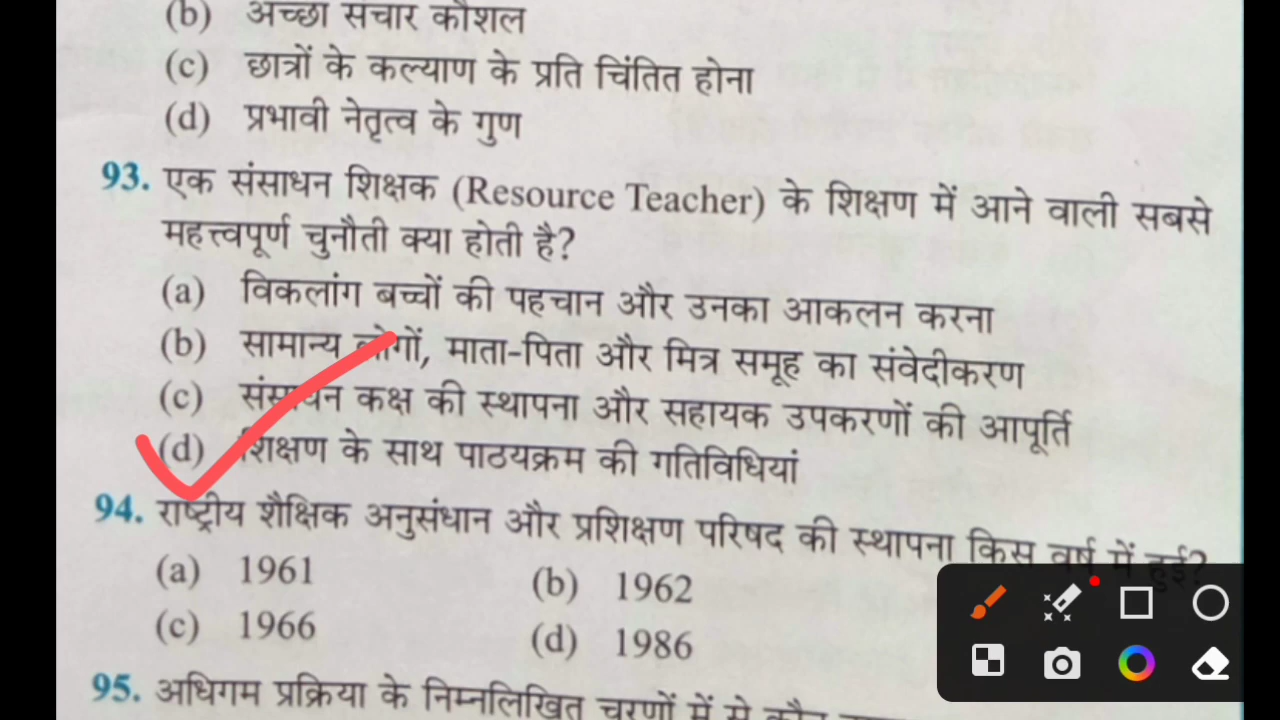 (b) अच्छा संचार कौशल
(c) छात्रों के कल्याण के प्रति चिंतित होना
(d) प्रभावी नेतृत्व के गुण
93. एक संसाधन शिक्षक (Resource Teacher) के शिक्षण में आने वाली सबसे
महत्त्वपूर्ण चुनौती क्या होती है?
(a) विकलांग बच्चों की पहचान और उनका आकलन करना
(b) सामान्य लोगों, माता-पिता और मित्र समूह का संवेदीकरण
(c) संसाधन कक्ष की स्थापना और सहायक उपकरणों की आपूर्ति
(d) शिक्षण के साथ पाठयक्रम की गतिविधियां
94. राष्ट्रीय शैक्षिक अनुसंधान और प्रशिक्षण परिषद की स्थापना किस वर्ष में हुई?
(a) 1961 (b) 1962
(c) 1966 (d) 1986
95. अधिगम प्रक्रिया के निम्नलिखित चरणों में से कौन